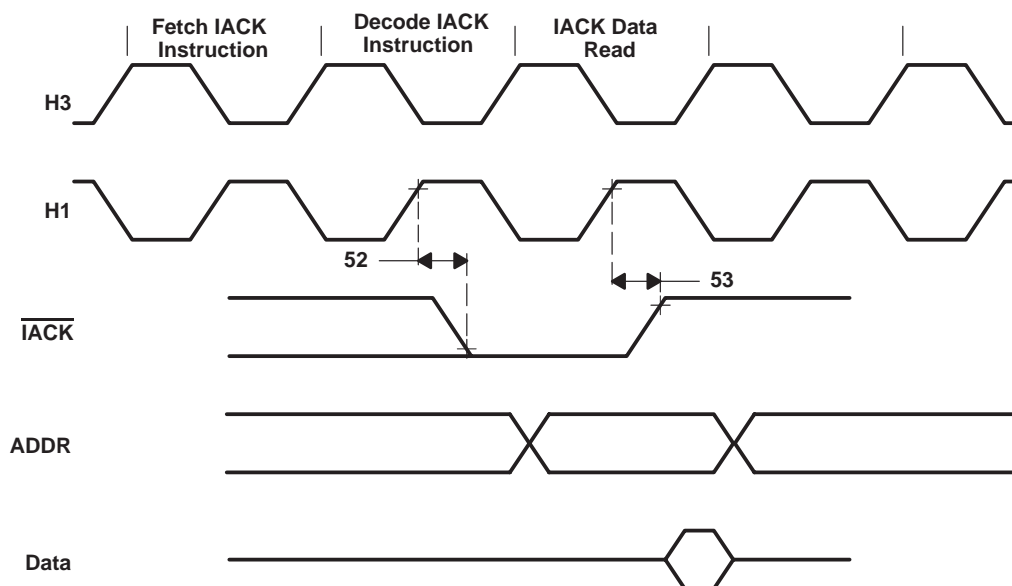 Fetch IACK
Instruction
Decode IACK
Instruction
IACK Data
Read
H3
H1
52
53
IACK
ADDR
Data